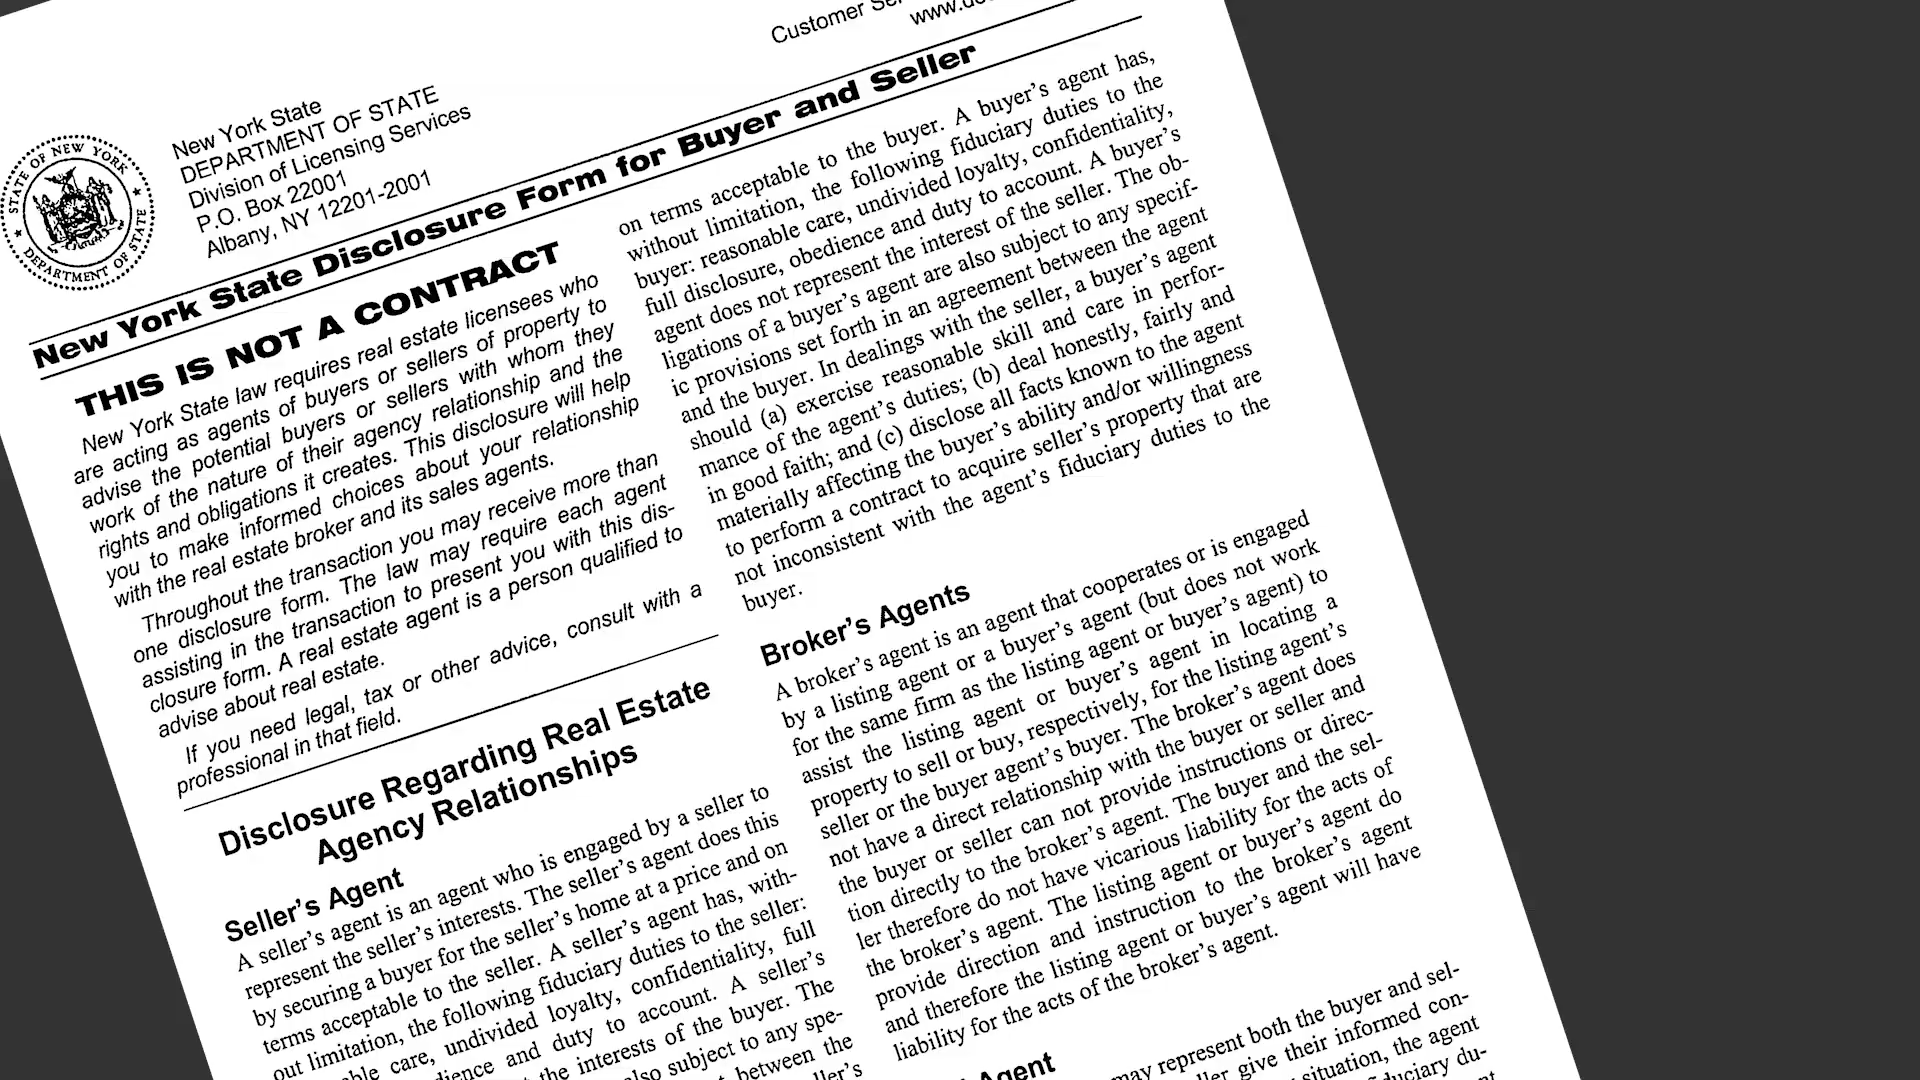 Customer
www.
STATE OF NEW YORK
DEPARTMENT OF STATE
New York State
DEPARTMENT OF STATE
Division of Licensing Services
P.O. Box 22001
Albany, NY 12201-2001
New York State Disclosure Form for Buyer and Seller
THIS IS NOT A CONTRACT
New York State law requires real estate licensees who
are acting as agents of buyers or sellers of property to
advise the potential buyers or sellers with whom they
work of the nature of their agency relationship and the
rights and obligations it creates. This disclosure will help
you to make informed choices about your relationship
with the real estate broker and its sales agents.
Throughout the transaction you may receive more than
one disclosure form. The law may require each agent
assisting in the transaction to present you with this dis-
closure form. A real estate agent is a person qualified to
advise about real estate.
If you need legal, tax or other advice, consult with a
professional in that field.
Disclosure Regarding Real Estate
Agency Relationships
Seller's Agent
A seller's agent is an agent who is engaged by a seller to
represent the seller's interests. The seller's agent does this
by securing a buyer for the seller's home at a price and on
terms acceptable to the seller. A seller's agent has, with-
out limitation, the following fiduciary duties to the seller:
care, undivided loyalty, confidentiality, full
and duty to account. A seller's
the interests of the buyer. The
subject to any spe-
between the
on terms acceptable to the buyer. A buyer's agent has,
without limitation, the following fiduciary duties to the
buyer: reasonable care, undivided loyalty, confidentiality,
full disclosure, obedience and duty to account. A buyer's
agent does not represent the interest of the seller. The ob-
ligations of a buyer's agent are also subject to any specif-
ic provisions set forth in an agreement between the agent
and the buyer. In dealings with the seller, a buyer's agent
should (a) exercise reasonable skill and care in perfor-
mance of the agent's duties; (b) deal honestly, fairly and
in good faith; and (c) disclose all facts known to the agent
materially affecting the buyer's ability and/or willingness
to perform a contract to acquire seller's property that are
not inconsistent with the agent's fiduciary duties to the
buyer.
Broker's Agents
A broker's agent is an agent that cooperates or is engaged
by a listing agent or a buyer's agent (but does not work
for the same firm as the listing agent or buyer's agent) to
assist the listing agent or buyer's agent in locating a
property to sell or buy, respectively, for the listing agent's
seller or the buyer agent's buyer. The broker's agent does
not have a direct relationship with the buyer or seller and
the buyer or seller can not provide instructions or direc-
tion directly to the broker's agent. The buyer and the sel-
ler therefore do not have vicarious liability for the acts of
the broker's agent. The listing agent or buyer's agent do
provide direction and instruction to the broker's agent
and therefore the listing agent or buyer's agent will have
liability for the acts of the broker's agent.
Agent
may represent both the buyer and sel-
give their informed con-
situation, the agent
du-